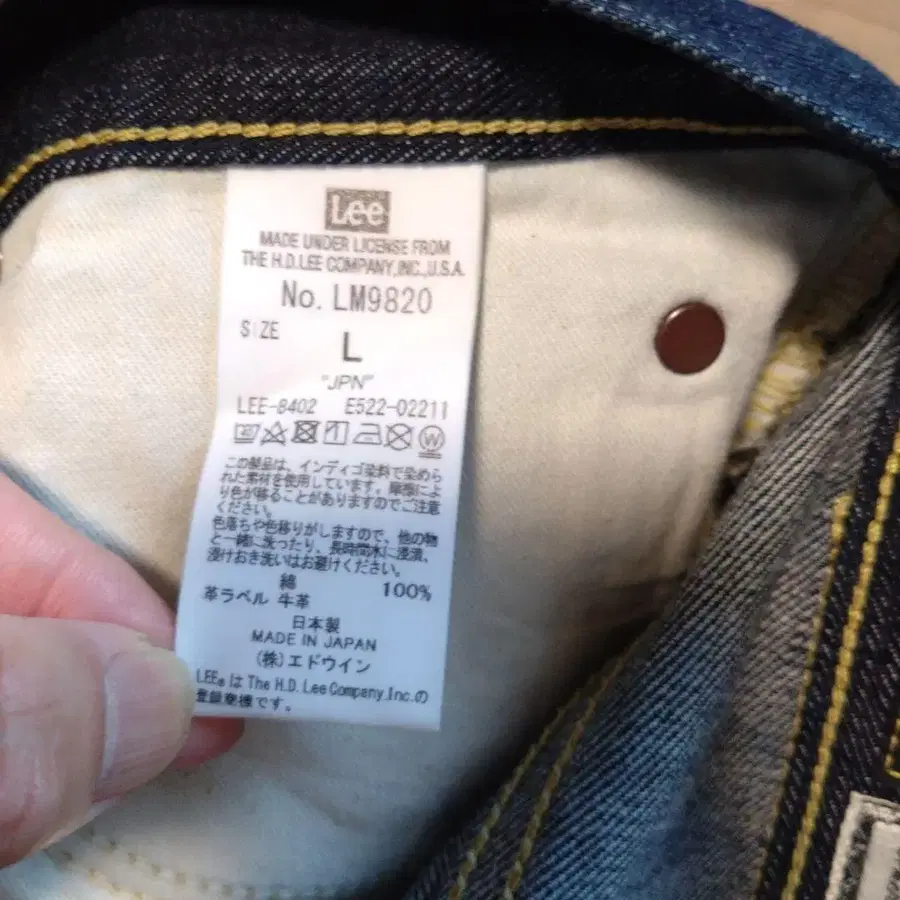 Lee
MADE UNDER LICENSE FROM
THE H.D.LEE COMPANY,INC.,U.S.A.
No. LM9820
SIZE
L
"JPN"
LEE-8402 E522-02211
W
この製品は、インディゴ染料で染めら
れた素材を使用しています。摩擦によ
り色が移ることがありますのでご注意
ください。
色落ちや色移りがしますので、他の物
と一緒に洗ったり、長時間水に浸漬、
浸けおき洗いはお避けください。
綿 100%
革ラベル 牛革
日本製
MADE IN JAPAN
(株)エドウイン
LEE®は The H.D.Lee Company,Inc.の
登録商標です。